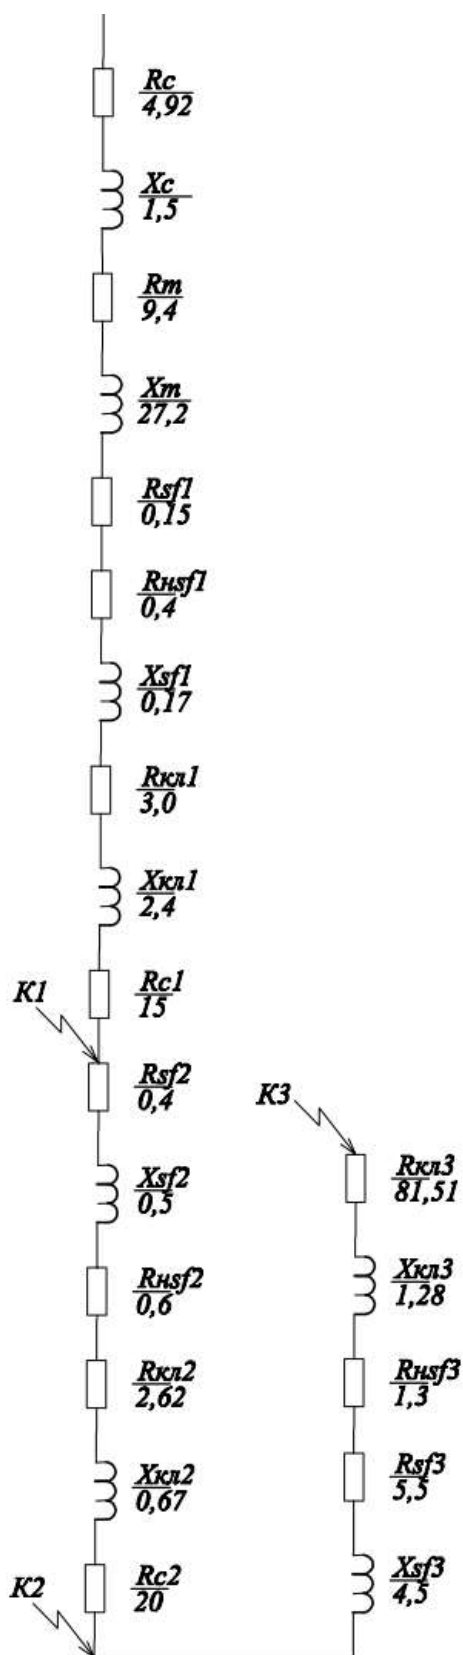 Rc
4,92
Xc
1,5
Rт
9,4
Xт
27,2
Rsf1
0,15
Rнsf1
0,4
Xsf1
0,17
Rкл1
3,0
Xкл1
2,4
Rc1
15
K1
Rsf2
0,4
Xsf2
0,5
Rнsf2
0,6
Rкл2
2,62
Xкл2
0,67
Rc2
20
K2
K3
Rкл3
81,51
Xкл3
1,28
Rнsf3
1,3
Rsf3
5,5
Xsf3
4,5